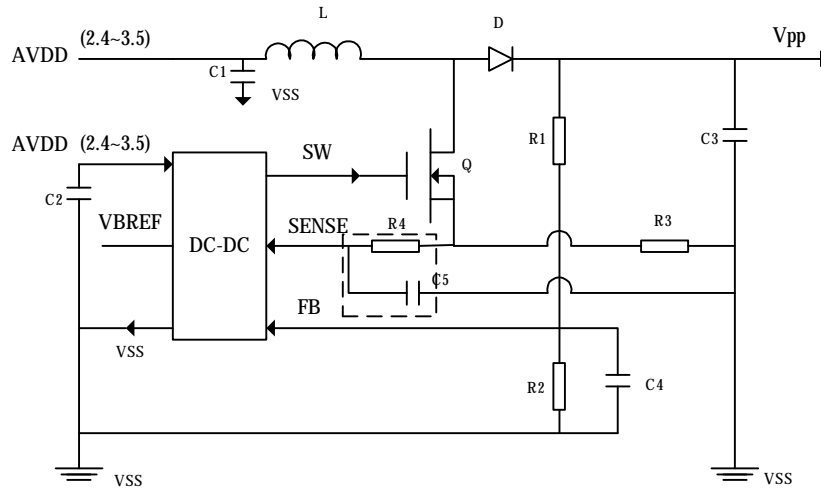 L
D
AVDD (2.4~3.5)
Vpp
C1
VSS
AVDD (2.4~3.5)
SW
Q
R1
C3
C2
VBREF
DC-DC
SENSE
R4
R3
C5
FB
VSS
R2
C4
VSS
VSS